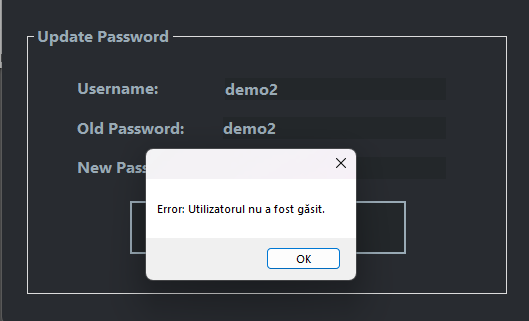 Update Password
Username:
demo2
Old Password:
demo2
New Pass
Error: Utilizatorul nu a fost găsit.
OK